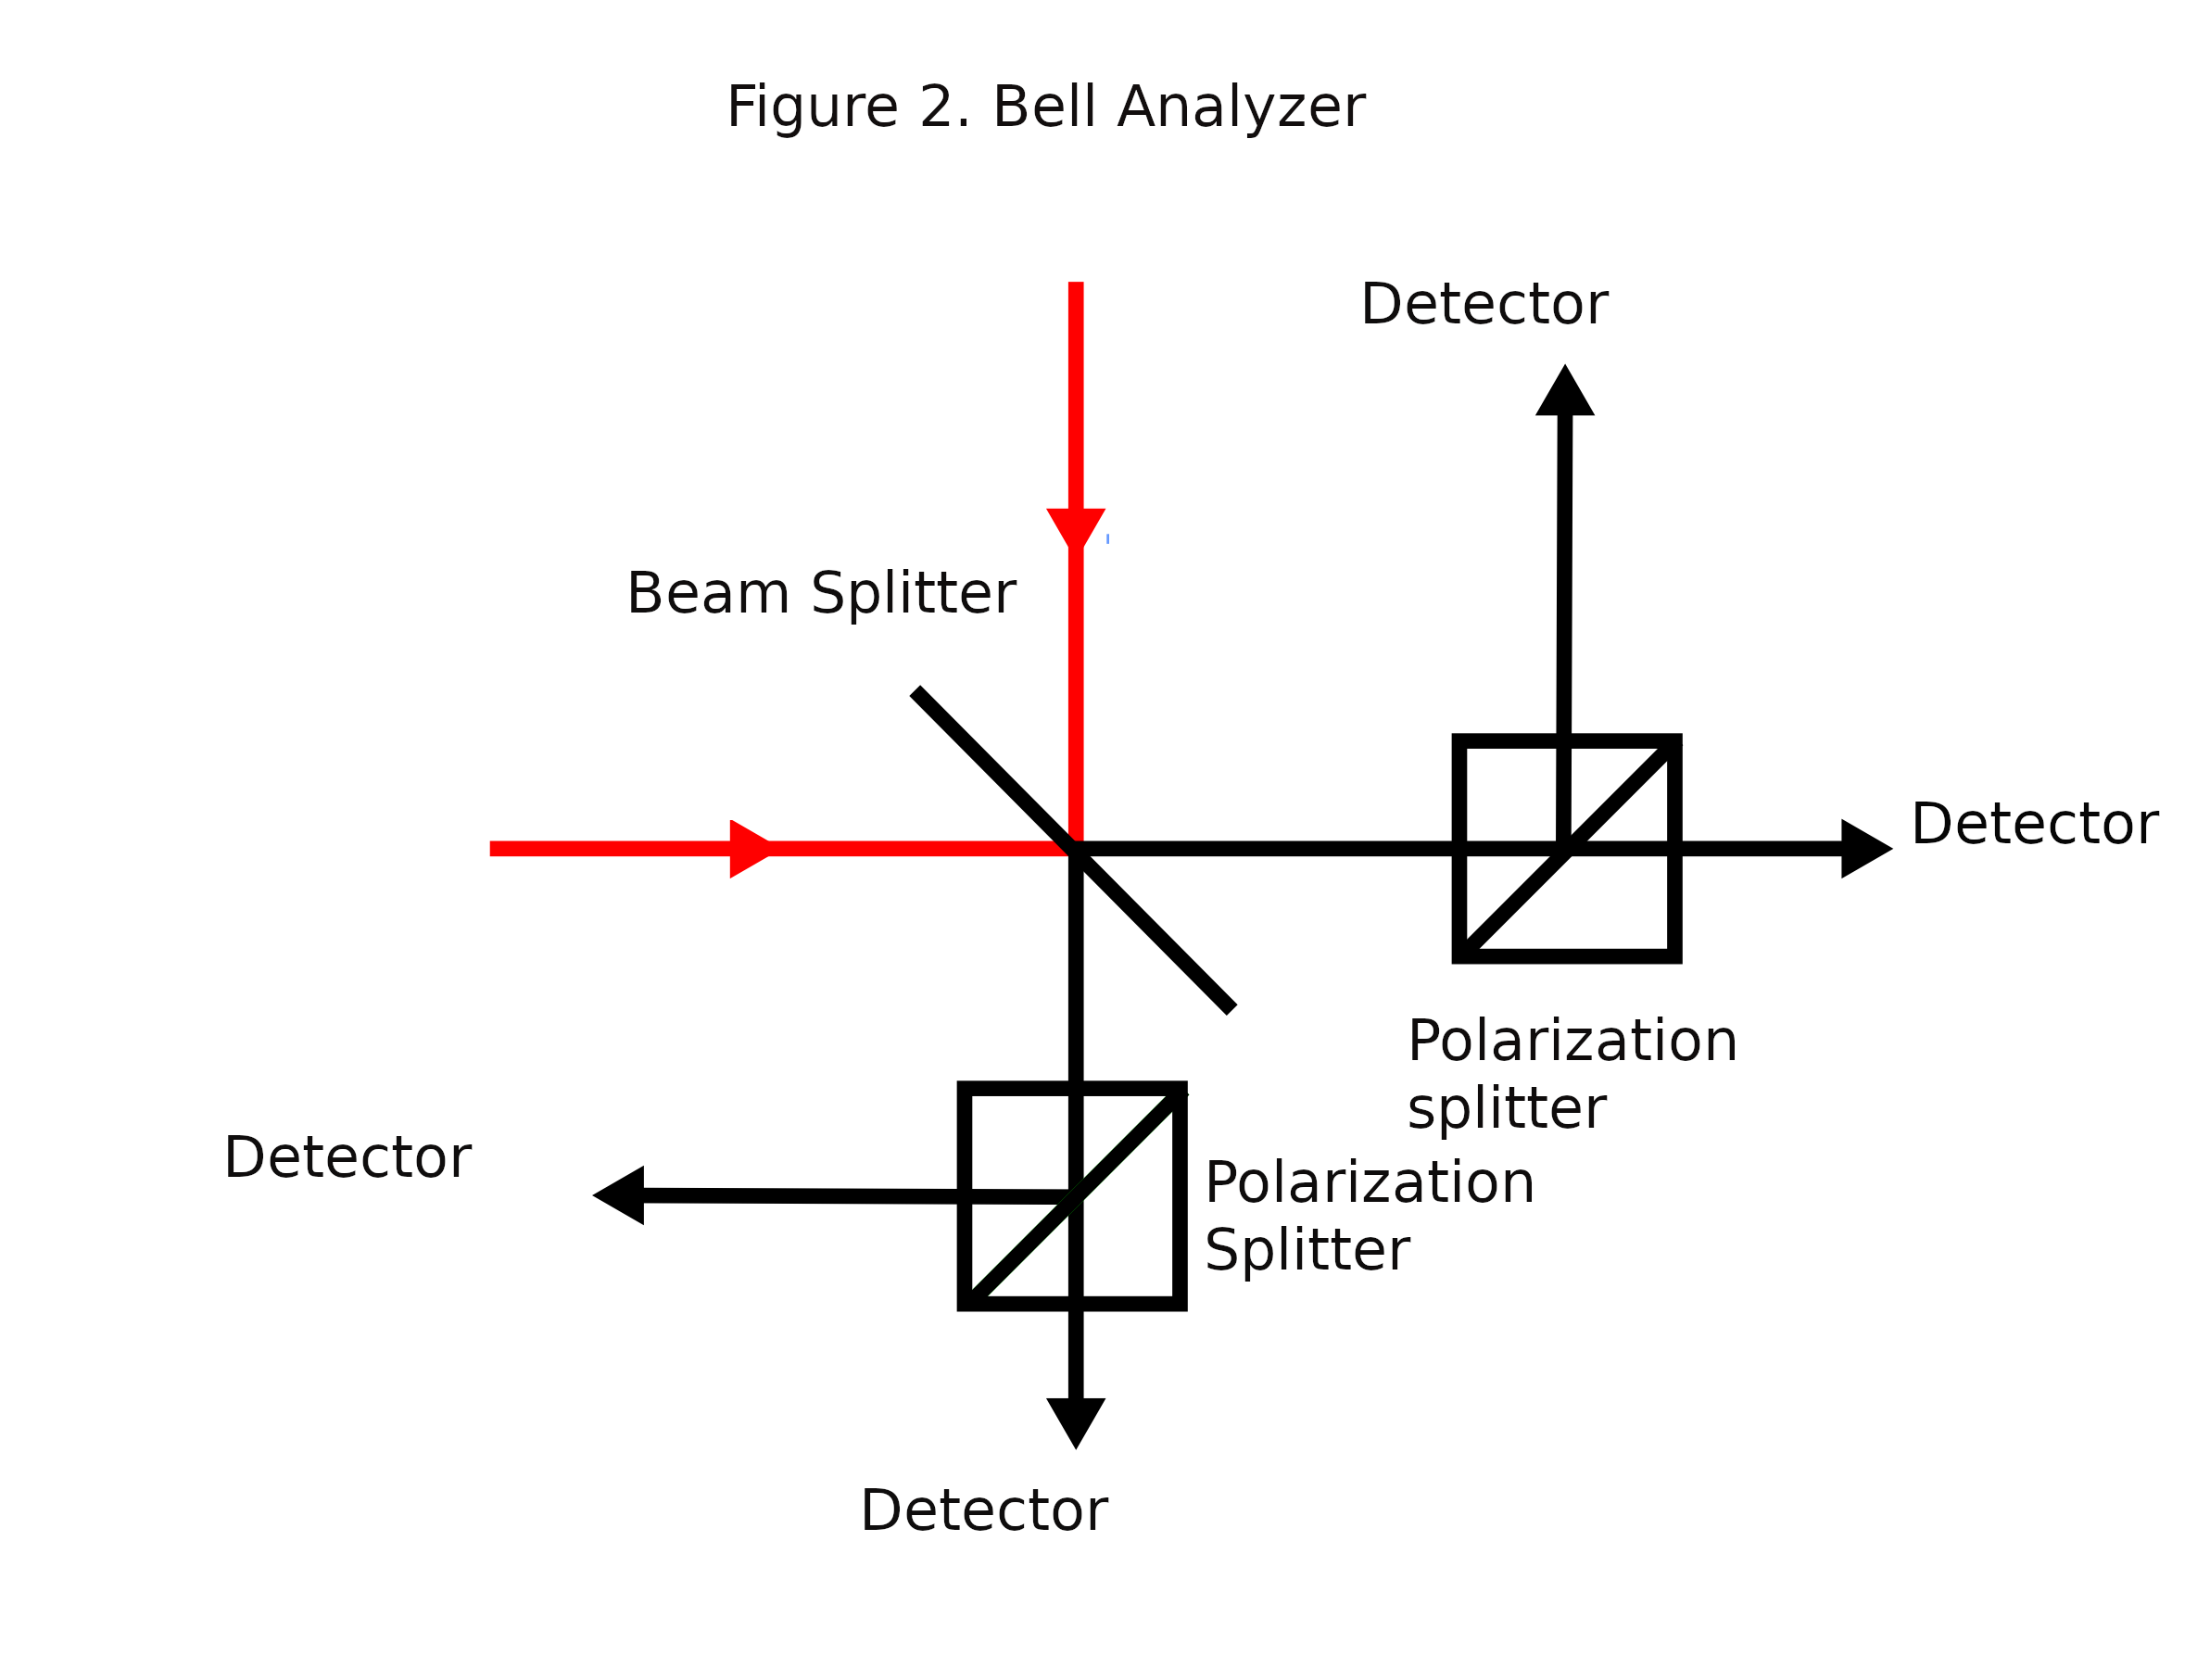 Figure 2. Bell Analyzer
Detector
Beam Splitter
Detector
Polarization
splitter
Detector
Polarization
Splitter
Detector